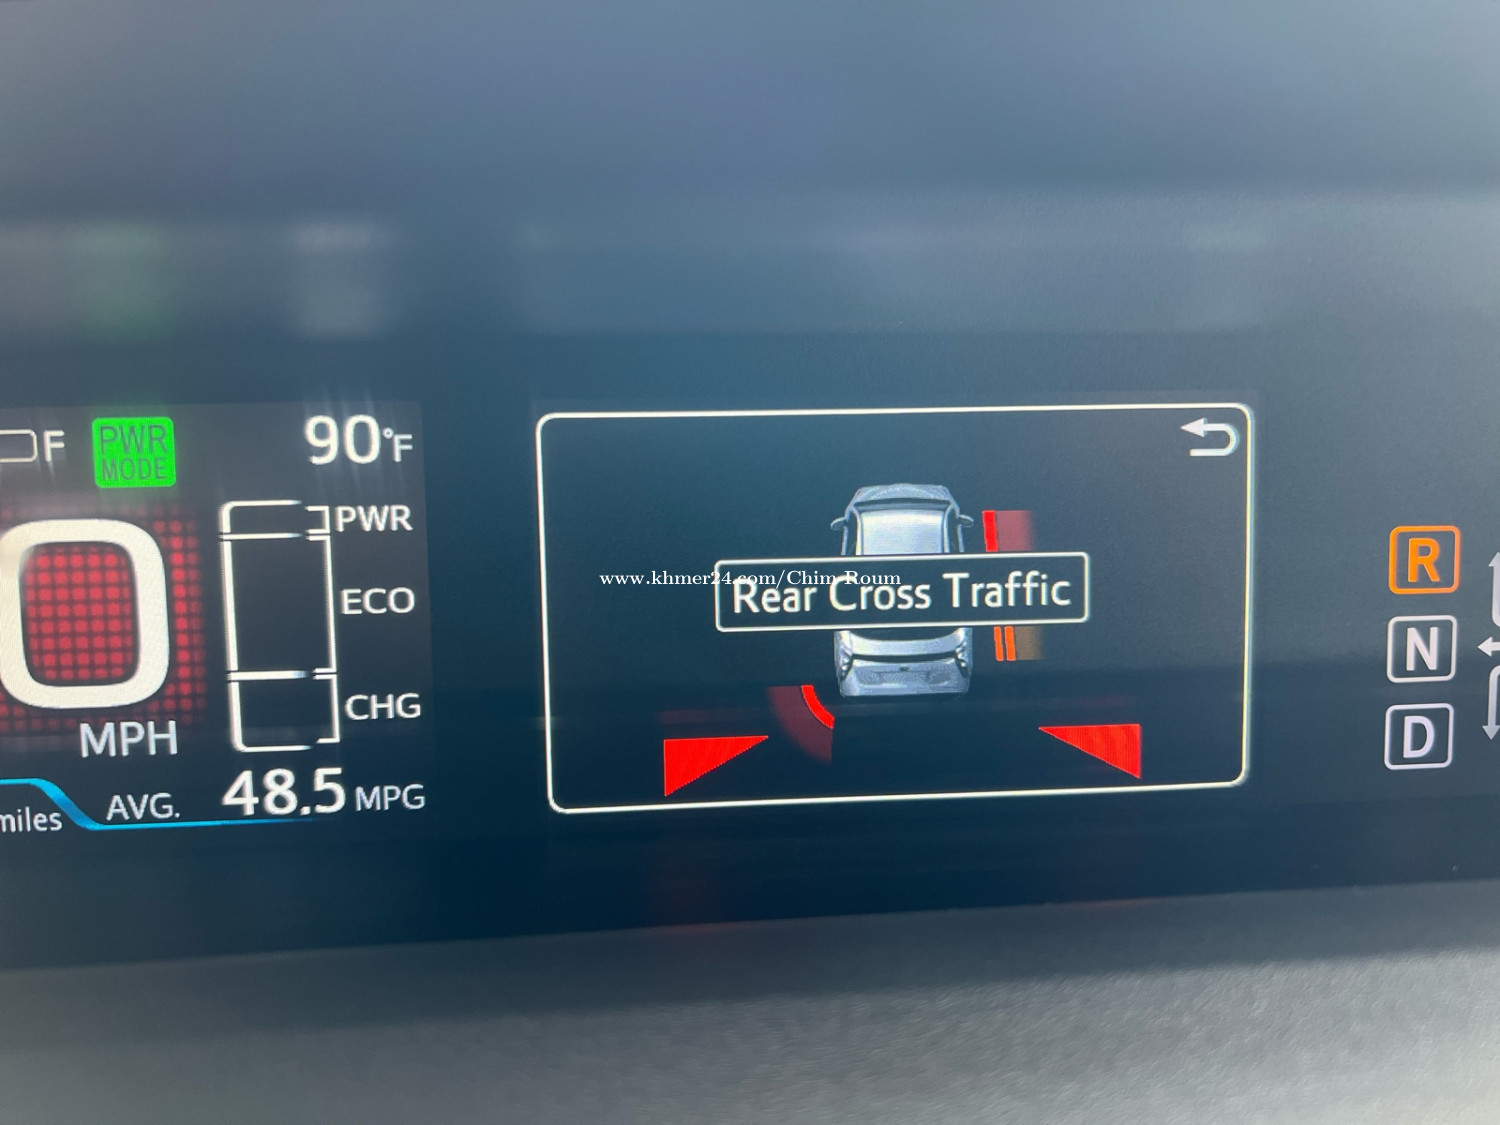 F
PWR
MODE
90°F
PWR
ECO
CHG
0
MPH
miles
AVG. 48.5 MPG
www.khmer24.com/Chim-Roum
Rear Cross Traffic
R
N
D